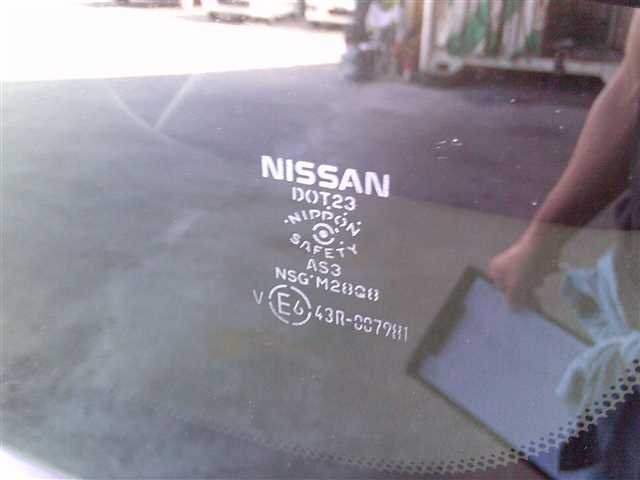 NISSAN
DOT23
NIPPON
SAFETY
AS3
NSG M28Q8
V E6 43R-007981